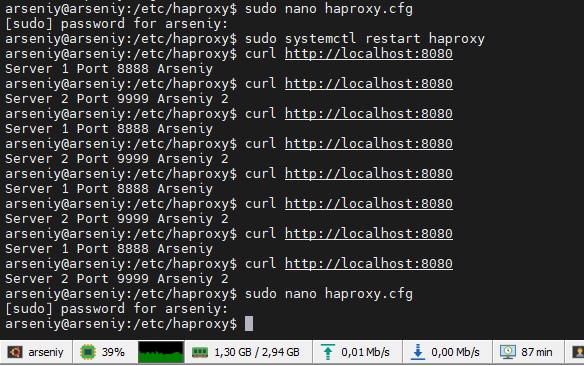 arseniy@arseniy:/etc/haproxy$ sudo nano haproxy.cfg
[sudo] password for arseniy:
arseniy@arseniy:/etc/haproxy$ sudo systemctl restart haproxy
arseniy@arseniy:/etc/haproxy$ curl http://localhost:8080
Server 1 Port 8888 Arseniy
arseniy@arseniy:/etc/haproxy$ curl http://localhost:8080
Server 2 Port 9999 Arseniy 2
arseniy@arseniy:/etc/haproxy$ curl http://localhost:8080
Server 1 Port 8888 Arseniy
arseniy@arseniy:/etc/haproxy$ curl http://localhost:8080
Server 2 Port 9999 Arseniy 2
arseniy@arseniy:/etc/haproxy$ curl http://localhost:8080
Server 1 Port 8888 Arseniy
arseniy@arseniy:/etc/haproxy$ curl http://localhost:8080
Server 2 Port 9999 Arseniy 2
arseniy@arseniy:/etc/haproxy$ curl http://localhost:8080
Server 1 Port 8888 Arseniy
arseniy@arseniy:/etc/haproxy$ curl http://localhost:8080
Server 2 Port 9999 Arseniy 2
arseniy@arseniy:/etc/haproxy$ sudo nano haproxy.cfg
[sudo] password for arseniy:
arseniy@arseniy:/etc/haproxy$
arseniy 39% 1,30 GB / 2,94 GB 0,01 Mb/s 0,00 Mb/s 87 min